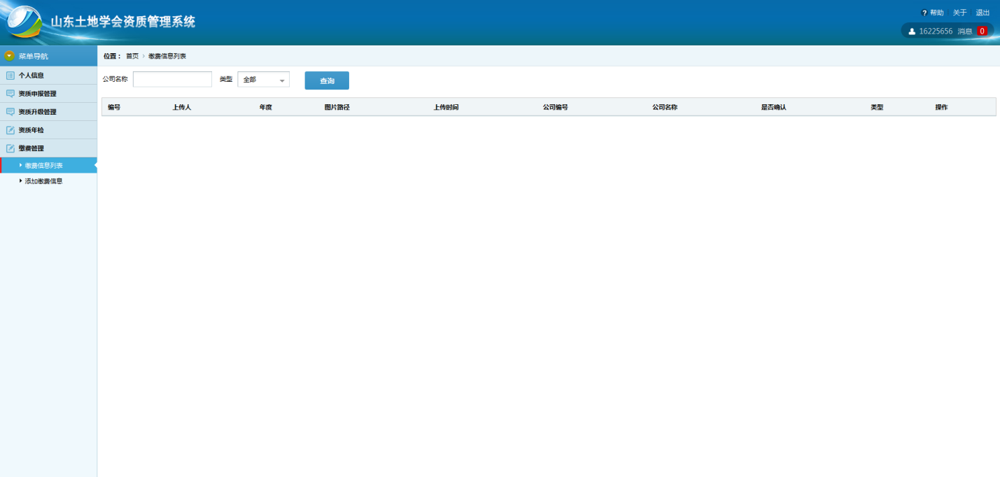 山东土地学会资质管理系统
? 帮助 关于 退出
16225656 消息 0
菜单导航
位置： 首页 › 缴费信息列表
个人信息
资质申报管理
资质升级管理
资质年检
缴费管理
缴费信息列表
添加缴费信息
公司名称 类型 全部 查询
编号 上传人 年度 图片路径 上传时间 公司编号 公司名称 是否确认 类型 操作